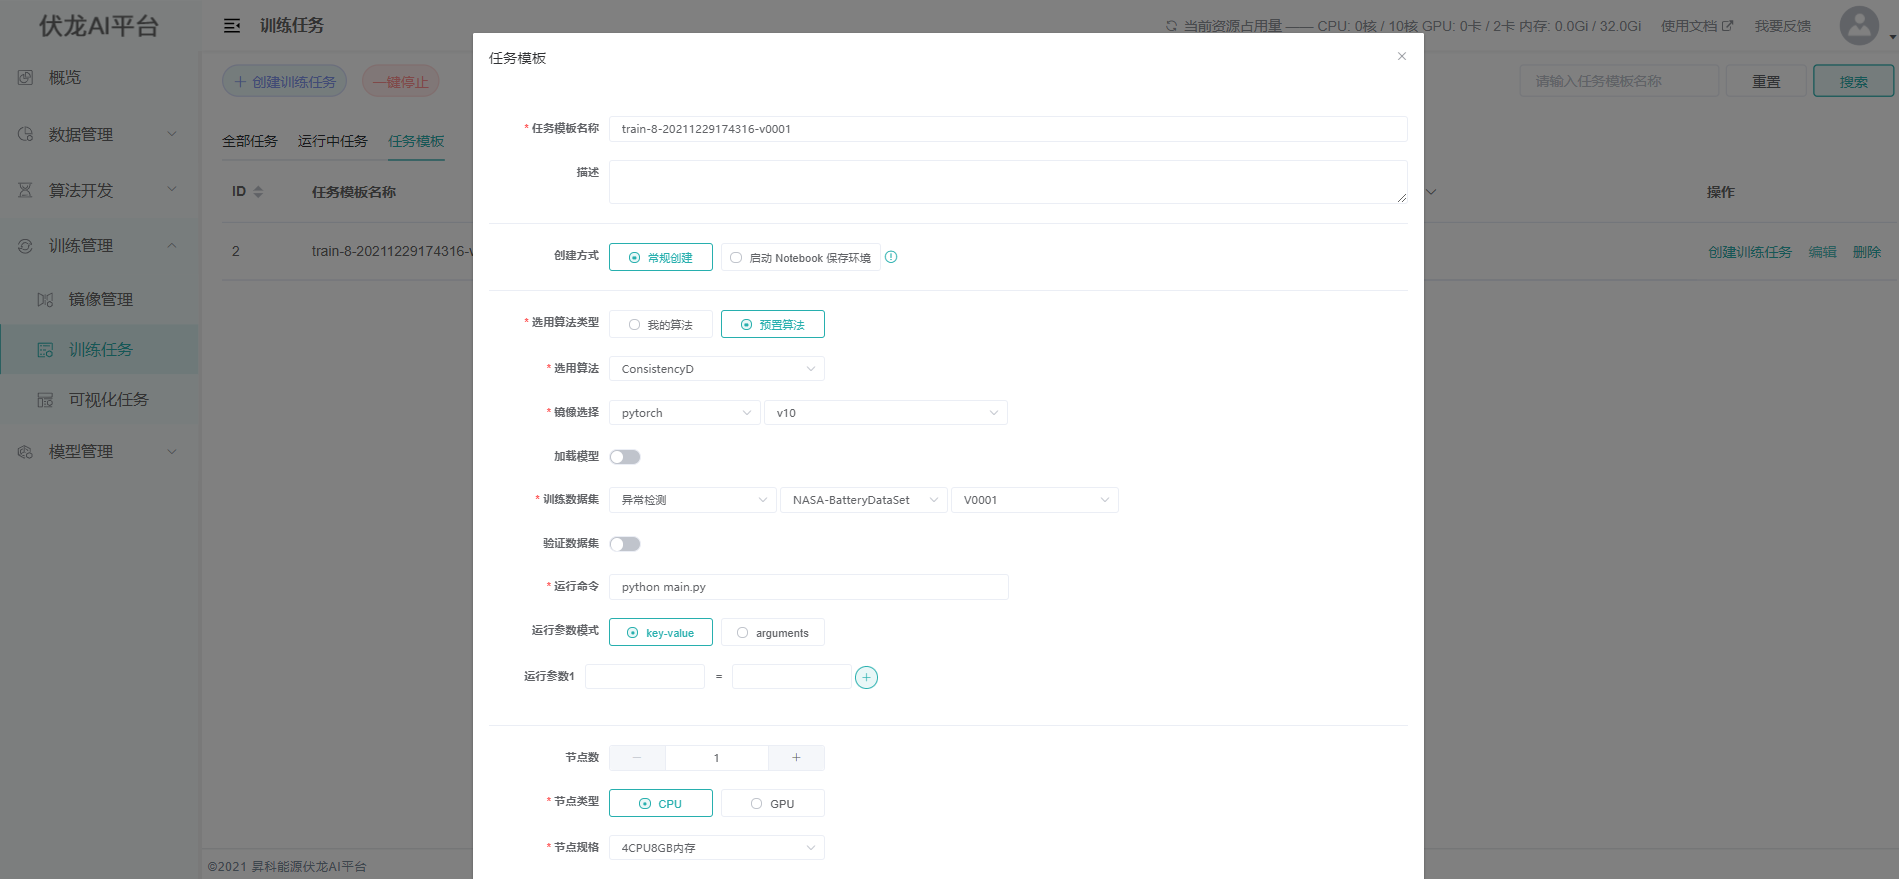 伏龙AI平台
训练任务
当前资源占用量 —— CPU: 0核 / 10核 GPU: 0卡 / 2卡 内存: 0.0Gi / 32.0Gi
使用文档
我要反馈
概览
数据管理
算法开发
训练管理
镜像管理
训练任务
可视化任务
模型管理
+ 创建训练任务
一键停止
请输入任务模板名称
重置
搜索
全部任务
运行中任务
任务模板
ID
任务模板名称
操作
2
train-8-20211229174316-v
创建训练任务
编辑
删除
©2021 昇科能源伏龙AI平台
任务模板
* 任务模板名称
train-8-20211229174316-v0001
描述
创建方式
常规创建
启动 Notebook 保存环境
* 选用算法类型
我的算法
预置算法
* 选用算法
ConsistencyD
* 镜像选择
pytorch
v10
加载模型
* 训练数据集
异常检测
NASA-BatteryDataSet
V0001
验证数据集
* 运行命令
python main.py
运行参数模式
key-value
arguments
运行参数1
=
+
节点数
−
1
+
* 节点类型
CPU
GPU
* 节点规格
4CPU8GB内存